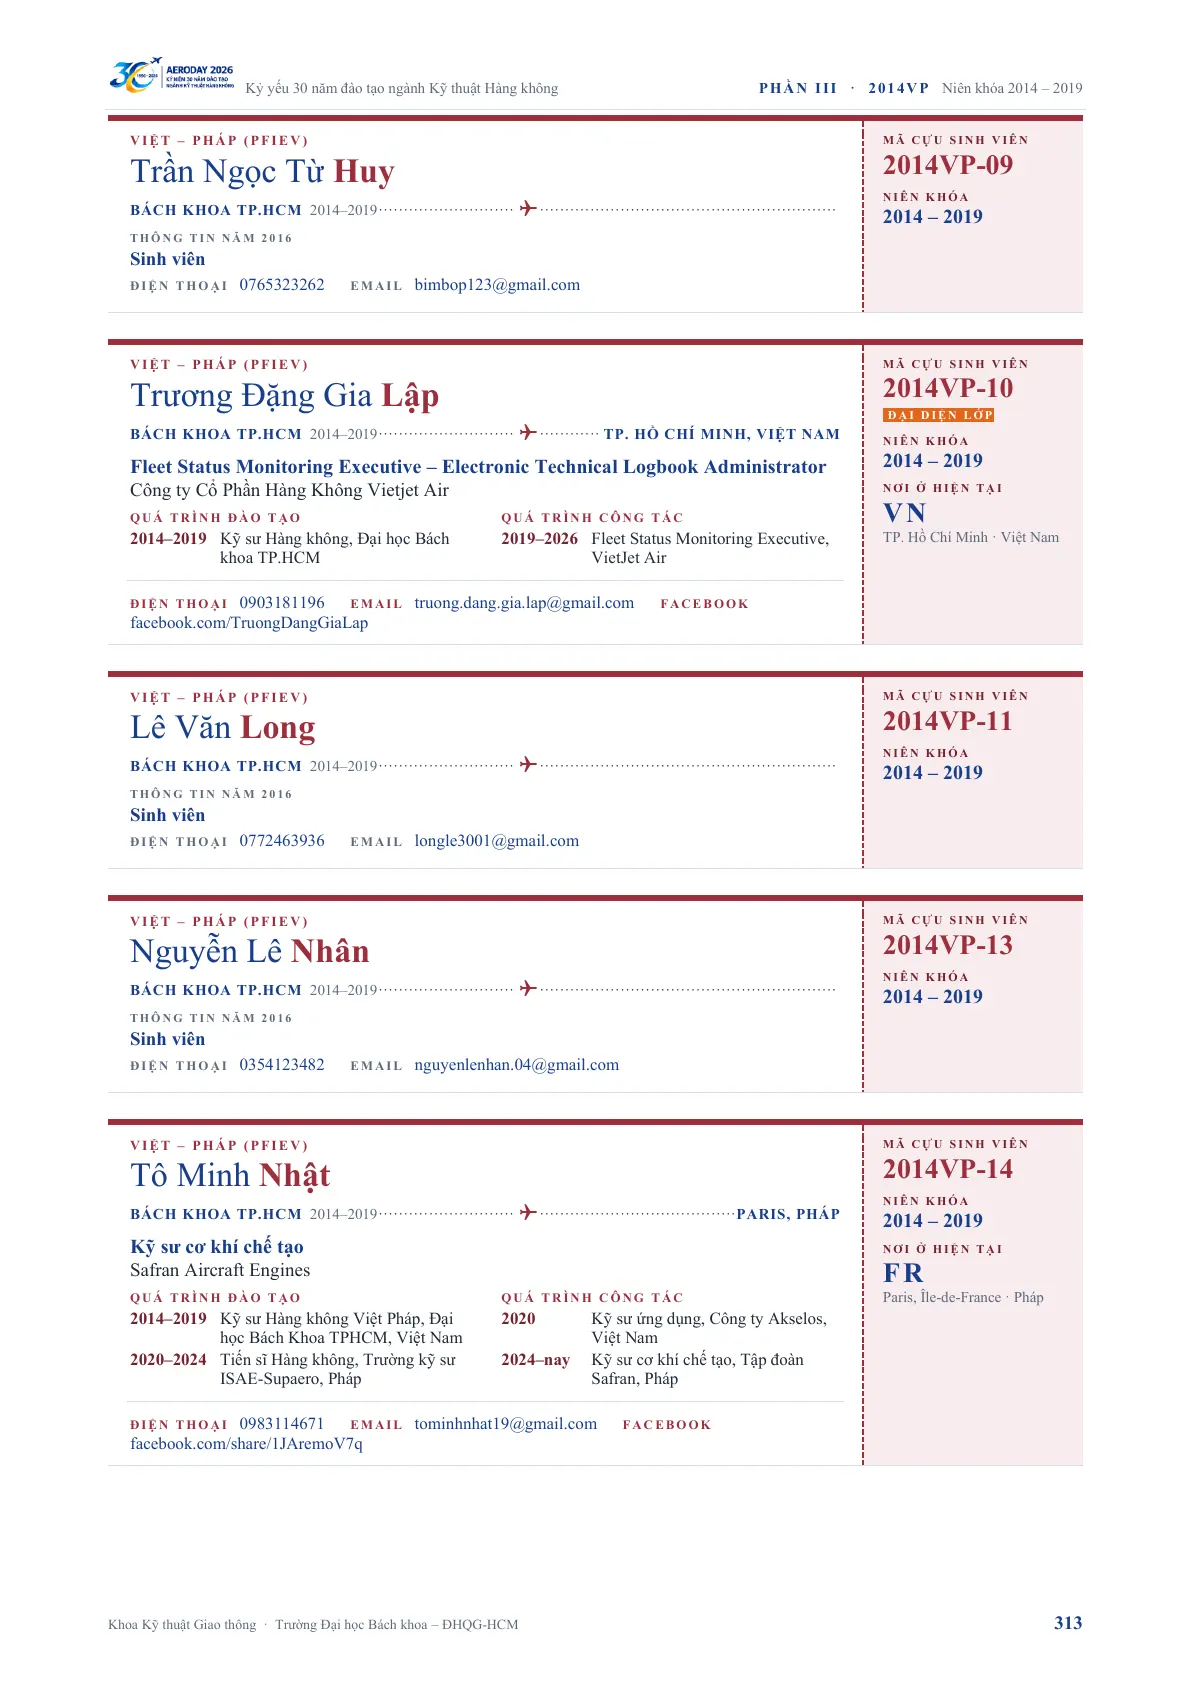 AERODAY 2026
KỶ NIỆM 30 NĂM ĐÀO TẠO
NGÀNH KỸ THUẬT HÀNG KHÔNG
Kỷ yếu 30 năm đào tạo ngành Kỹ thuật Hàng không
PHẦN III · 2014VP Niên khóa 2014 – 2019
VIỆT – PHÁP (PFIEV)
Trần Ngọc Từ Huy
BÁCH KHOA TP.HCM 2014–2019
THÔNG TIN NĂM 2016
Sinh viên
ĐIỆN THOẠI 0765323262 EMAIL bimbop123@gmail.com
MÃ CỰU SINH VIÊN
2014VP-09
NIÊN KHÓA
2014 – 2019
VIỆT – PHÁP (PFIEV)
Trương Đặng Gia Lập
BÁCH KHOA TP.HCM 2014–2019 TP. HỒ CHÍ MINH, VIỆT NAM
Fleet Status Monitoring Executive – Electronic Technical Logbook Administrator
Công ty Cổ Phần Hàng Không Vietjet Air
QUÁ TRÌNH ĐÀO TẠO
2014–2019 Kỹ sư Hàng không, Đại học Bách
khoa TP.HCM
QUÁ TRÌNH CÔNG TÁC
2019–2026 Fleet Status Monitoring Executive,
VietJet Air
ĐIỆN THOẠI 0903181196 EMAIL truong.dang.gia.lap@gmail.com FACEBOOK
facebook.com/TruongDangGiaLap
MÃ CỰU SINH VIÊN
2014VP-10
ĐẠI DIỆN LỚP
NIÊN KHÓA
2014 – 2019
NƠI Ở HIỆN TẠI
VN
TP. Hồ Chí Minh · Việt Nam
VIỆT – PHÁP (PFIEV)
Lê Văn Long
BÁCH KHOA TP.HCM 2014–2019
THÔNG TIN NĂM 2016
Sinh viên
ĐIỆN THOẠI 0772463936 EMAIL longle3001@gmail.com
MÃ CỰU SINH VIÊN
2014VP-11
NIÊN KHÓA
2014 – 2019
VIỆT – PHÁP (PFIEV)
Nguyễn Lê Nhân
BÁCH KHOA TP.HCM 2014–2019
THÔNG TIN NĂM 2016
Sinh viên
ĐIỆN THOẠI 0354123482 EMAIL nguyenlenhan.04@gmail.com
MÃ CỰU SINH VIÊN
2014VP-13
NIÊN KHÓA
2014 – 2019
VIỆT – PHÁP (PFIEV)
Tô Minh Nhật
BÁCH KHOA TP.HCM 2014–2019 PARIS, PHÁP
Kỹ sư cơ khí chế tạo
Safran Aircraft Engines
QUÁ TRÌNH ĐÀO TẠO
2014–2019 Kỹ sư Hàng không Việt Pháp, Đại
học Bách Khoa TPHCM, Việt Nam
2020–2024 Tiến sĩ Hàng không, Trường kỹ sư
ISAE-Supaero, Pháp
QUÁ TRÌNH CÔNG TÁC
2020 Kỹ sư ứng dụng, Công ty Akselos,
Việt Nam
2024–nay Kỹ sư cơ khí chế tạo, Tập đoàn
Safran, Pháp
ĐIỆN THOẠI 0983114671 EMAIL tominhnhat19@gmail.com FACEBOOK
facebook.com/share/1JAremoV7q
MÃ CỰU SINH VIÊN
2014VP-14
NIÊN KHÓA
2014 – 2019
NƠI Ở HIỆN TẠI
FR
Paris, Île-de-France · Pháp
Khoa Kỹ thuật Giao thông · Trường Đại học Bách khoa – ĐHQG-HCM
313